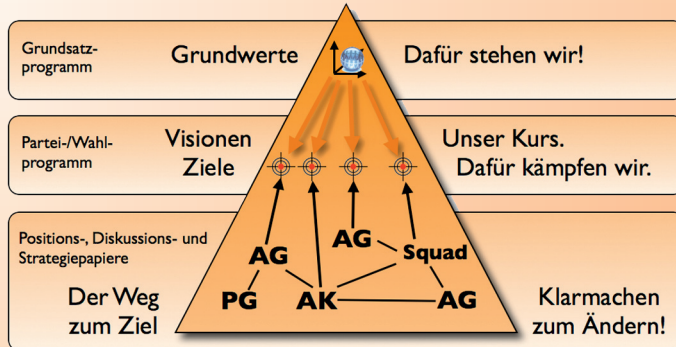 Grundsatz-
programm
Grundwerte
Dafür stehen wir!
Partei-/Wahl-
programm
Visionen
Ziele
Unser Kurs.
Dafür kämpfen wir.
Positions-, Diskussions- und
Strategiepapiere
Der Weg
zum Ziel
AG
AG
Squad
PG
AK
AG
Klarmachen
zum Ändern!